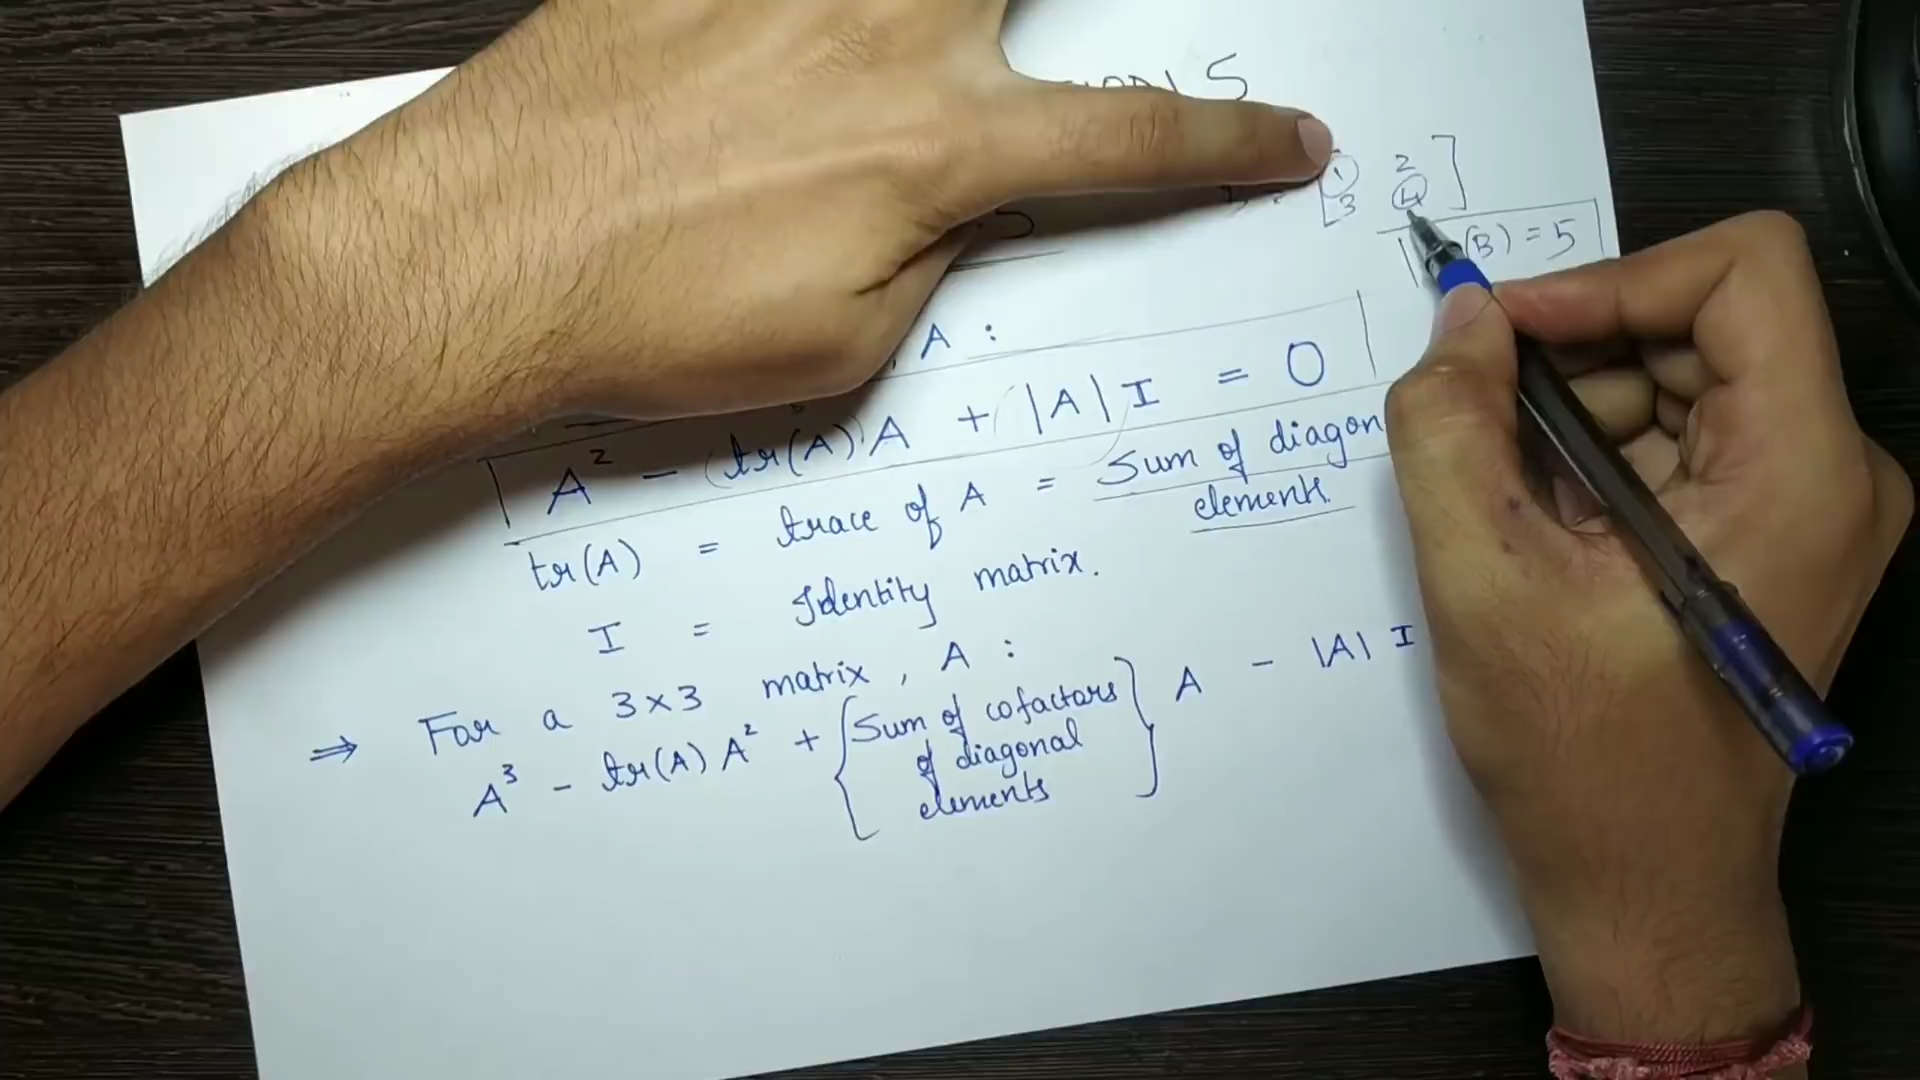 S
1 2
3 4
(B) = 5
, A :
A² - (tr(A))A + |A| I = 0
tr(A) = trace of A = Sum of diagon
elements.
I = Identity matrix.
⇒ For a 3×3 matrix, A :
A³ - tr(A) A² + {Sum of cofactors of diagonal elements} A - |A| I